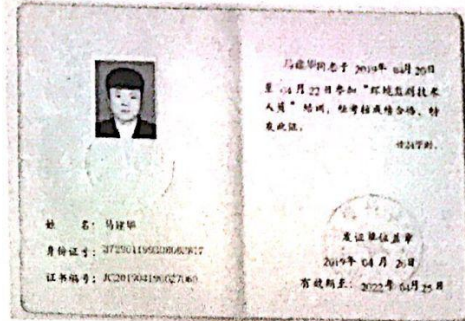 姓 名：马建华
身份证号：
证书编号：
马建华同志于 2019年 04月 20日
至 04月 22日参加“环境监测技术
人员”培训，经考核成绩合格，特
发此证。
发证单位盖章
2019年 04 月 26日
有效期至：2022年 04月 25日